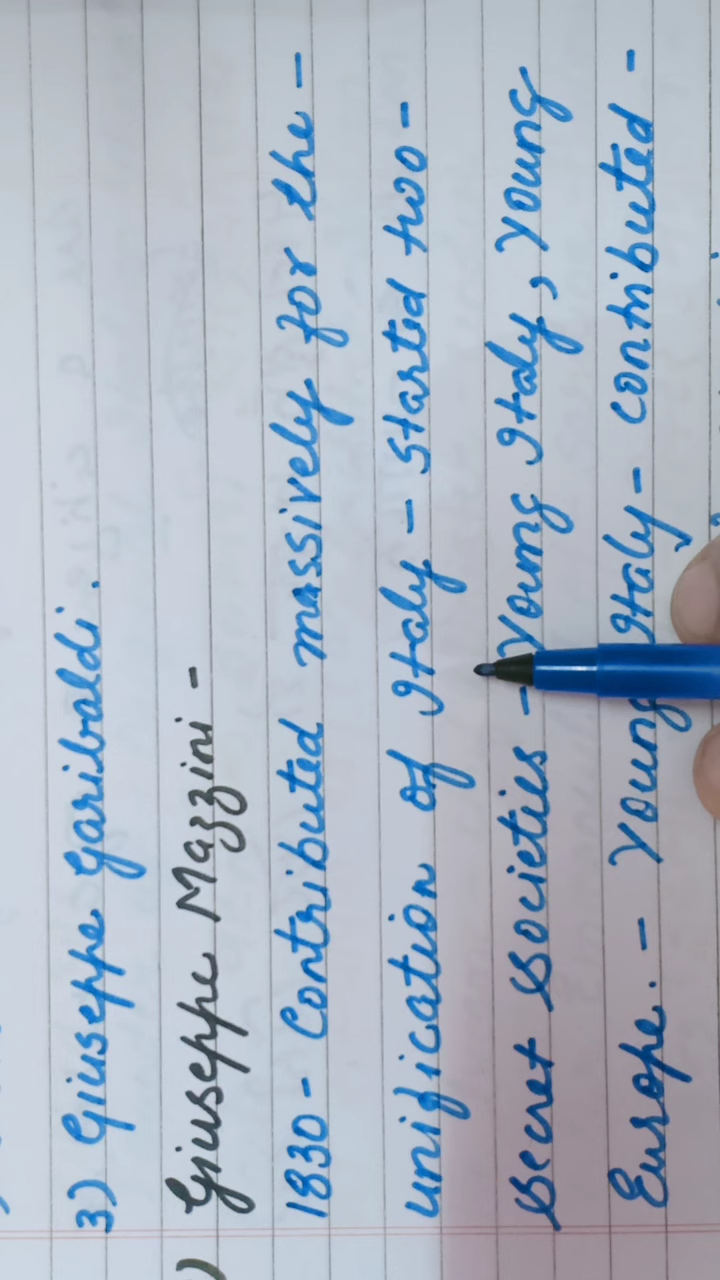 3) Giuseppe Garibaldi.
) Giuseppe Mazzini -
1830 - Contributed massively for the -
unification of Italy - started two -
secret societies - Young Italy, Young
Europe. - Young Italy - contributed -